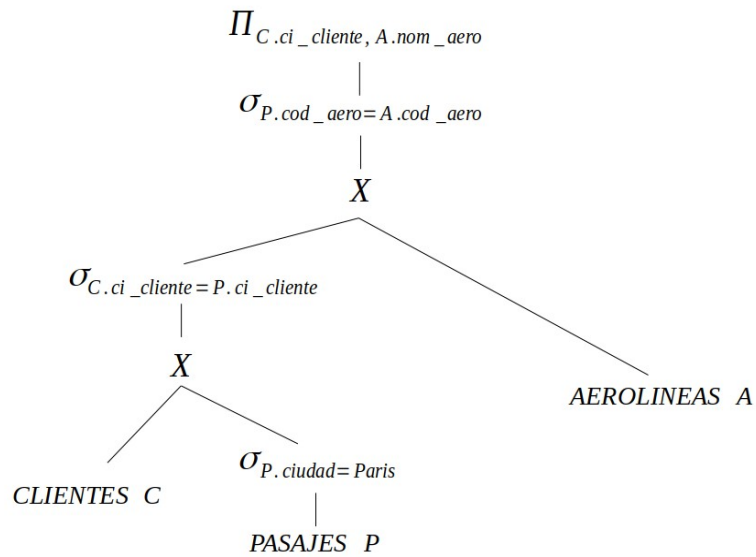 Π C.ci_cliente, A.nom_aero
σ P.cod_aero=A.cod_aero
X
σ C.ci_cliente=P.ci_cliente
X
AEROLINEAS A
σ P.ciudad=Paris
CLIENTES C
PASAJES P